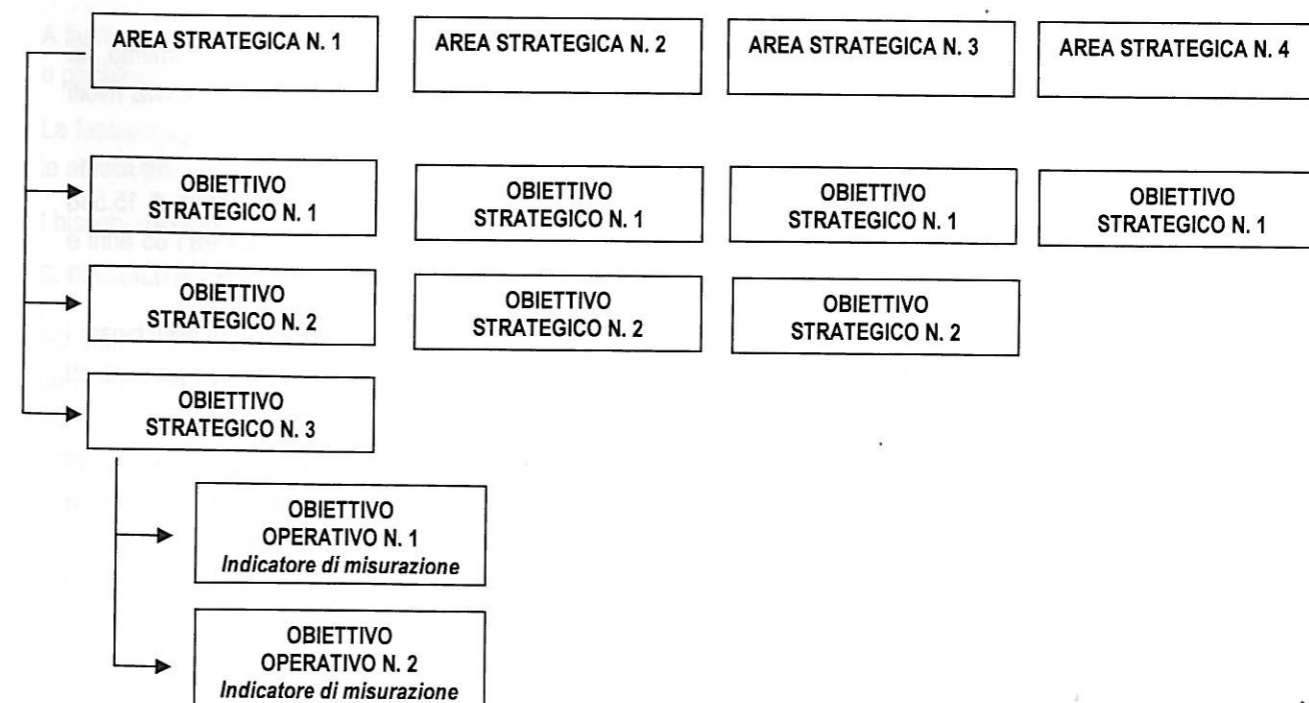 AREA STRATEGICA N. 1
AREA STRATEGICA N. 2
AREA STRATEGICA N. 3
AREA STRATEGICA N. 4
OBIETTIVO
STRATEGICO N. 1
OBIETTIVO
STRATEGICO N. 1
OBIETTIVO
STRATEGICO N. 1
OBIETTIVO
STRATEGICO N. 1
OBIETTIVO
STRATEGICO N. 2
OBIETTIVO
STRATEGICO N. 2
OBIETTIVO
STRATEGICO N. 2
OBIETTIVO
STRATEGICO N. 3
OBIETTIVO
OPERATIVO N. 1
Indicatore di misurazione
OBIETTIVO
OPERATIVO N. 2
Indicatore di misurazione